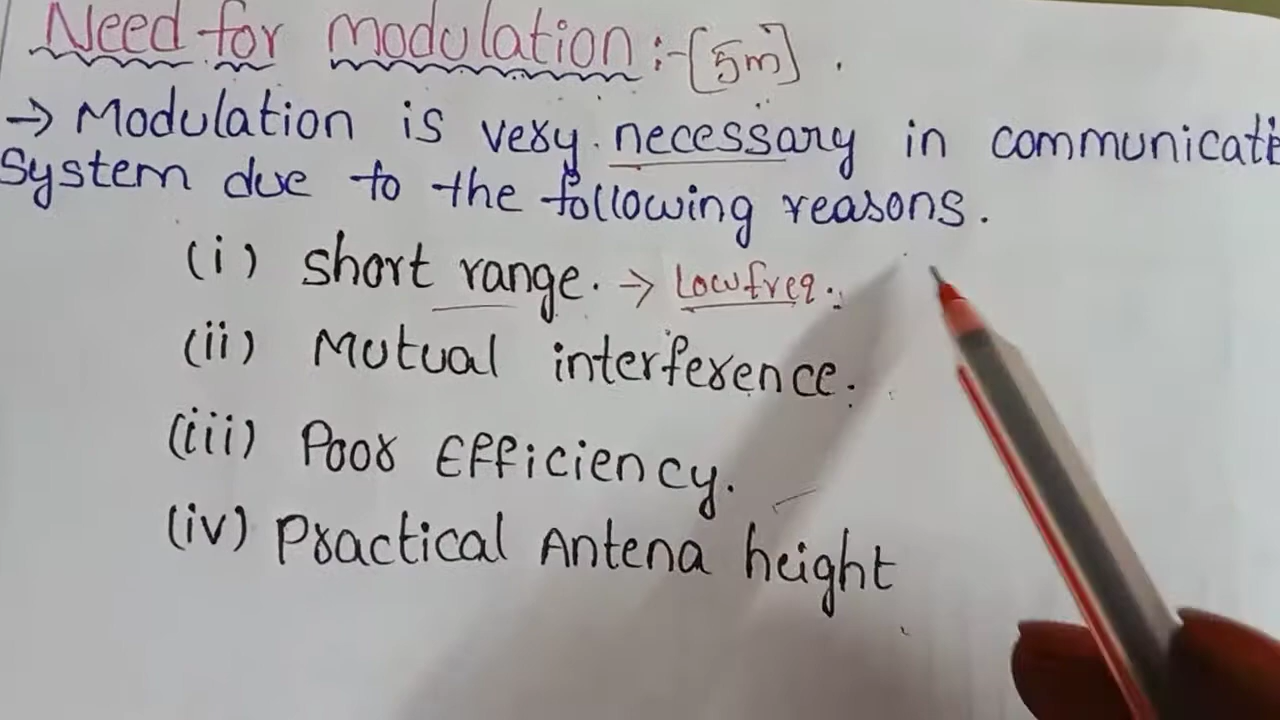 Need for modulation :- [5m] .
→ Modulation is very necessary in communicati
System due to the following reasons.
(i) short range. → Lowfreq.
(ii) Mutual interference.
(iii) Poor Efficiency.
(iv) Practical Antena height